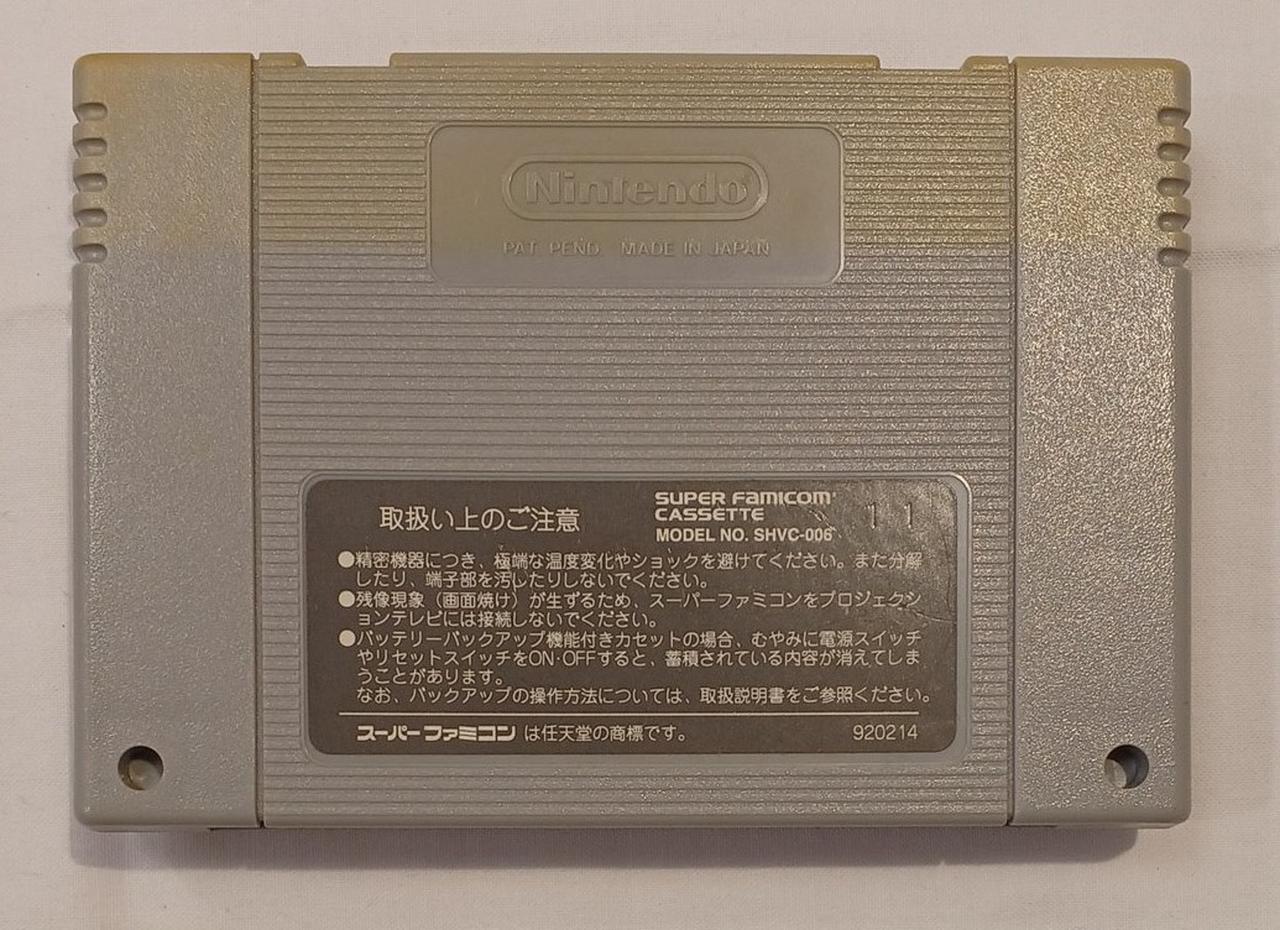 Nintendo
PAT. PEND. MADE IN JAPAN
取扱い上のご注意
SUPER FAMICOM
CASSETTE
MODEL NO. SHVC-006
11
●精密機器につき、極端な温度変化やショックを避けてください。また分解
したり、端子部を汚したりしないでください。
●残像現象（画面焼け）が生ずるため、スーパーファミコンをプロジェクシ
ョンテレビには接続しないでください。
●バッテリーバックアップ機能付きカセットの場合、むやみに電源スイッチ
やリセットスイッチをON·OFFすると、蓄積されている内容が消えてしま
うことがあります。
なお、バックアップの操作方法については、取扱説明書をご参照ください。
スーパーファミコン は任天堂の商標です。
920214